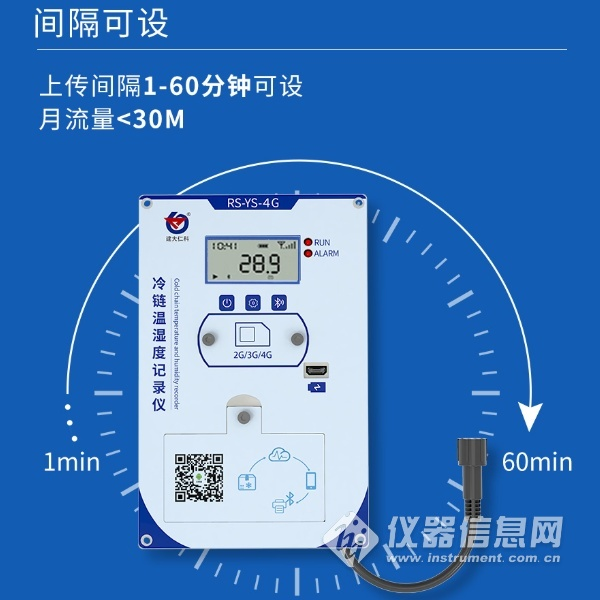 间隔可设
上传间隔1-60分钟可设
月流量<30M
RS-YS-4G
建大仁科
10:41
28.9
RUN
ALARM
冷链温湿度记录仪
Cold chain temperature and humidity recorder
2G/3G/4G
1min
60min
仪器信息网
www.instrument.com.cn